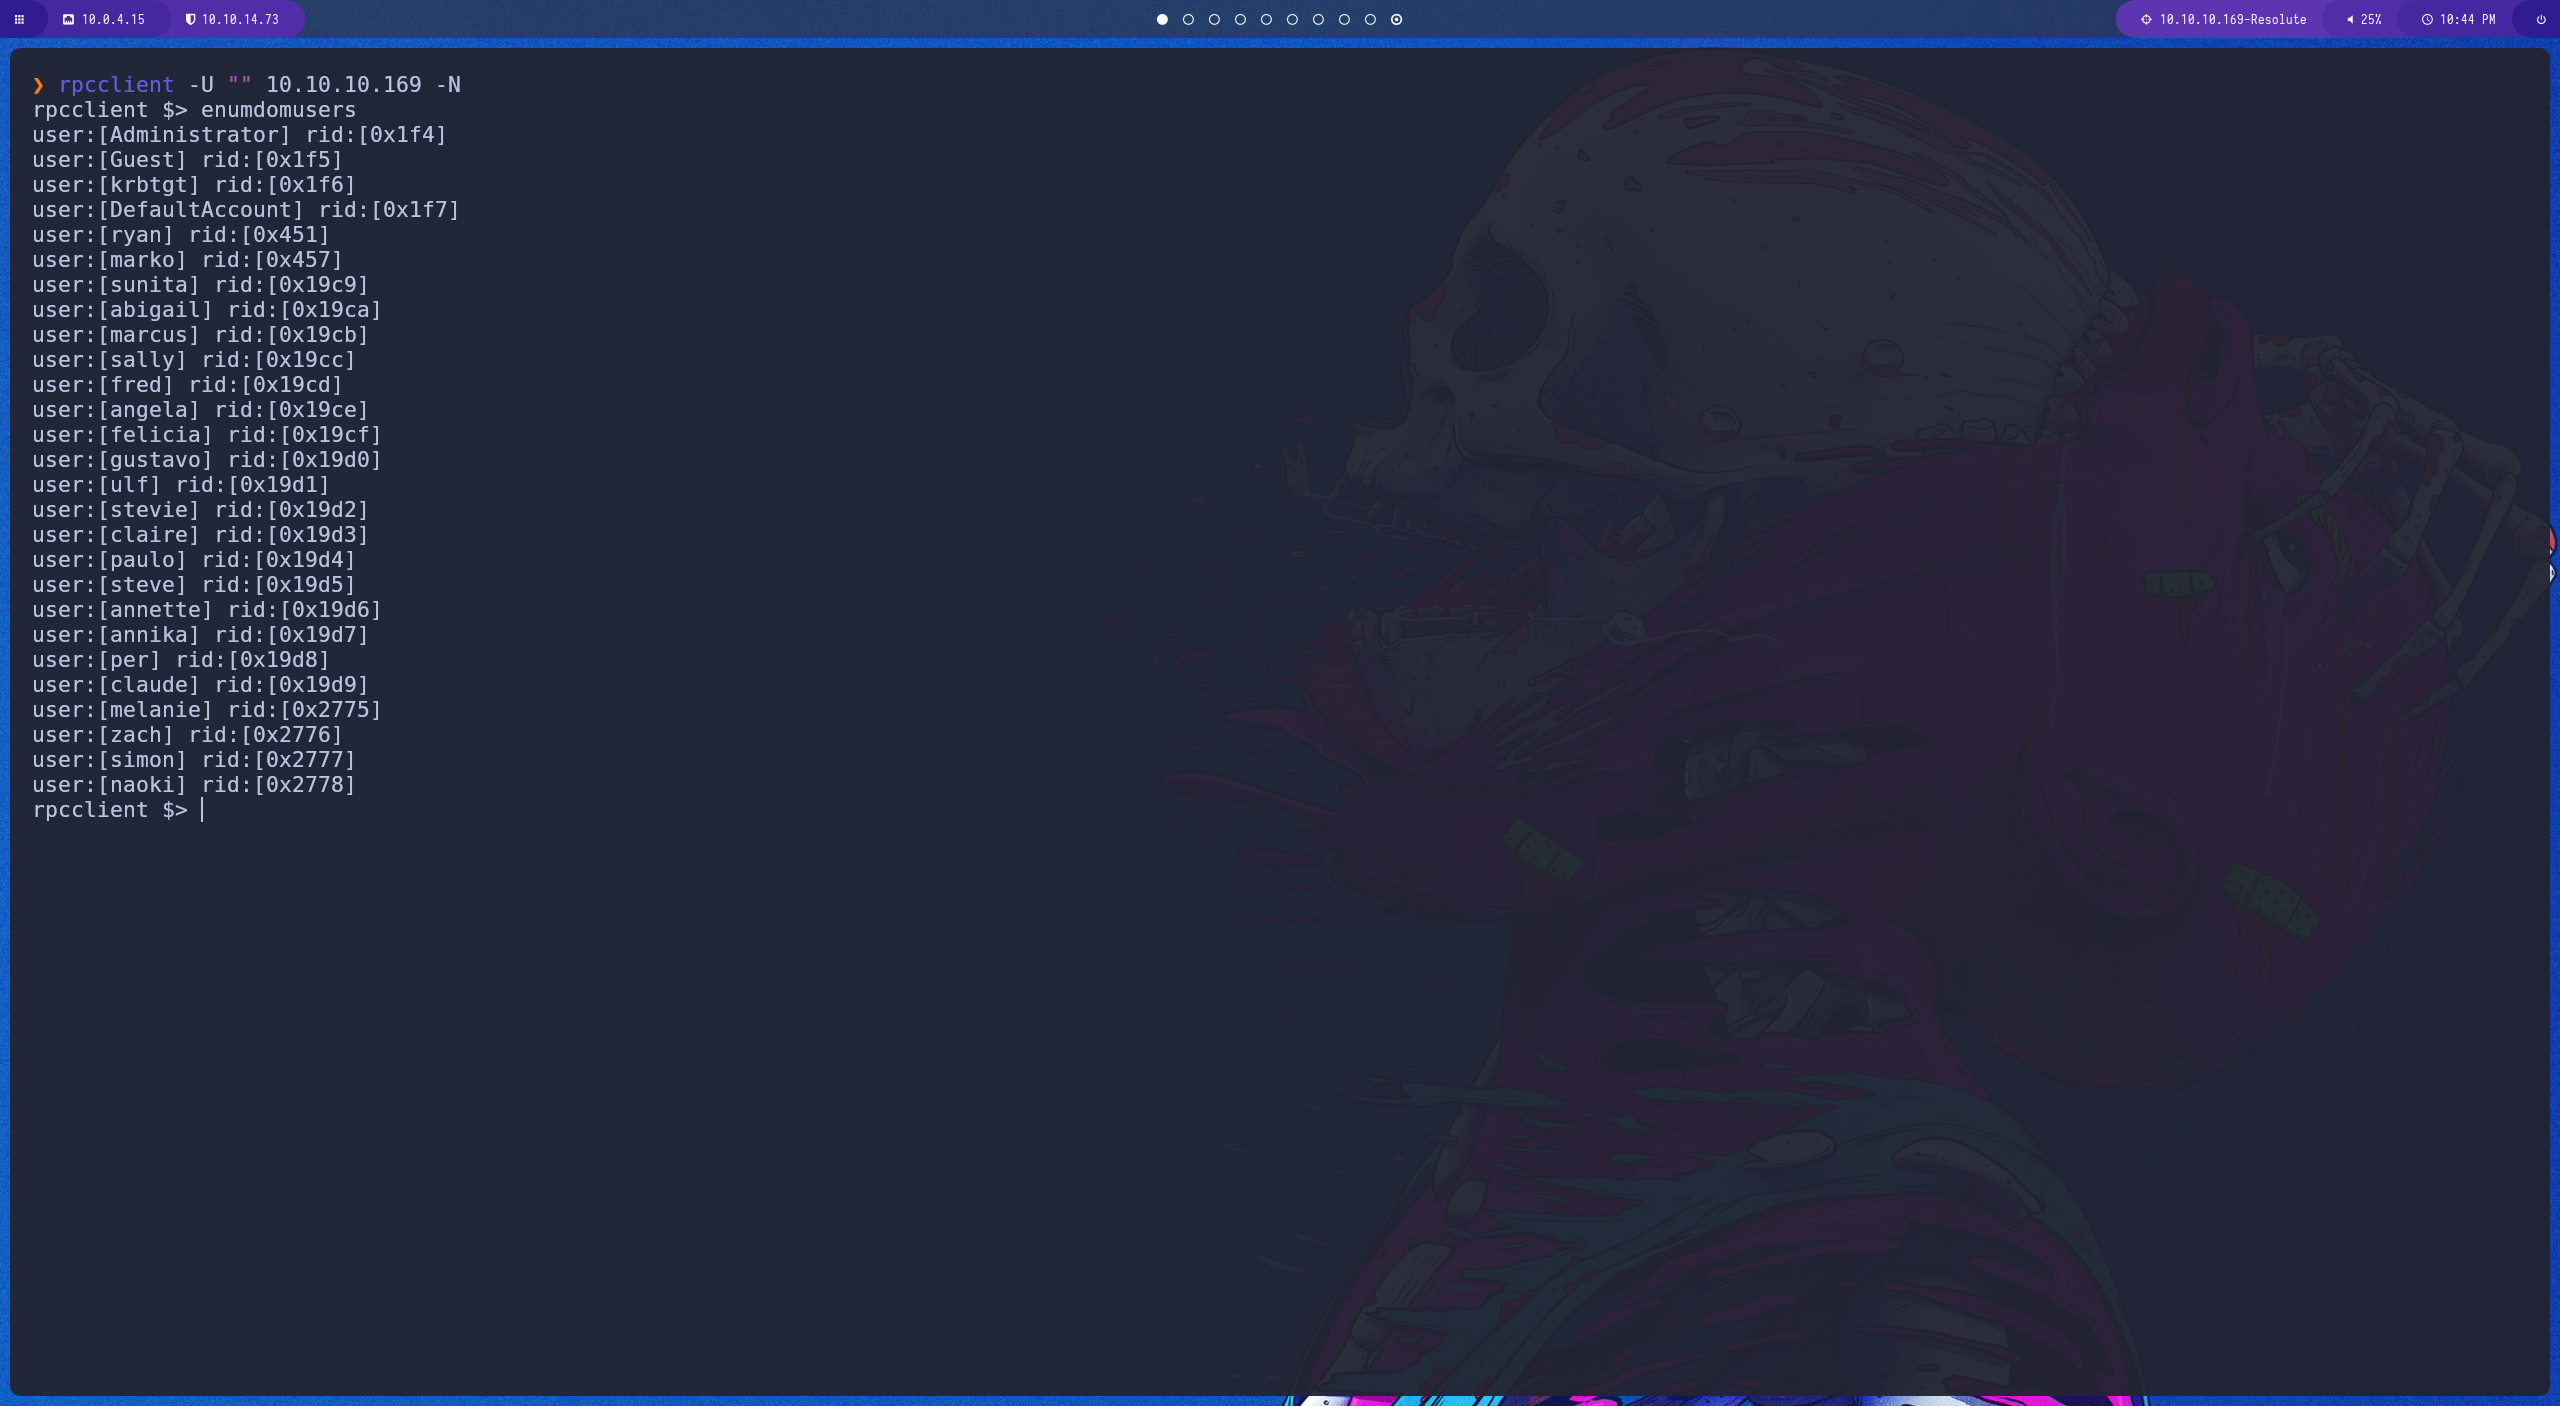 10.0.4.15 10.10.14.73 10.10.10.169-Resolute 25% 10:44 PM
❯ rpcclient -U "" 10.10.10.169 -N
rpcclient $> enumdomusers
user:[Administrator] rid:[0x1f4]
user:[Guest] rid:[0x1f5]
user:[krbtgt] rid:[0x1f6]
user:[DefaultAccount] rid:[0x1f7]
user:[ryan] rid:[0x451]
user:[marko] rid:[0x457]
user:[sunita] rid:[0x19c9]
user:[abigail] rid:[0x19ca]
user:[marcus] rid:[0x19cb]
user:[sally] rid:[0x19cc]
user:[fred] rid:[0x19cd]
user:[angela] rid:[0x19ce]
user:[felicia] rid:[0x19cf]
user:[gustavo] rid:[0x19d0]
user:[ulf] rid:[0x19d1]
user:[stevie] rid:[0x19d2]
user:[claire] rid:[0x19d3]
user:[paulo] rid:[0x19d4]
user:[steve] rid:[0x19d5]
user:[annette] rid:[0x19d6]
user:[annika] rid:[0x19d7]
user:[per] rid:[0x19d8]
user:[claude] rid:[0x19d9]
user:[melanie] rid:[0x2775]
user:[zach] rid:[0x2776]
user:[simon] rid:[0x2777]
user:[naoki] rid:[0x2778]
rpcclient $>